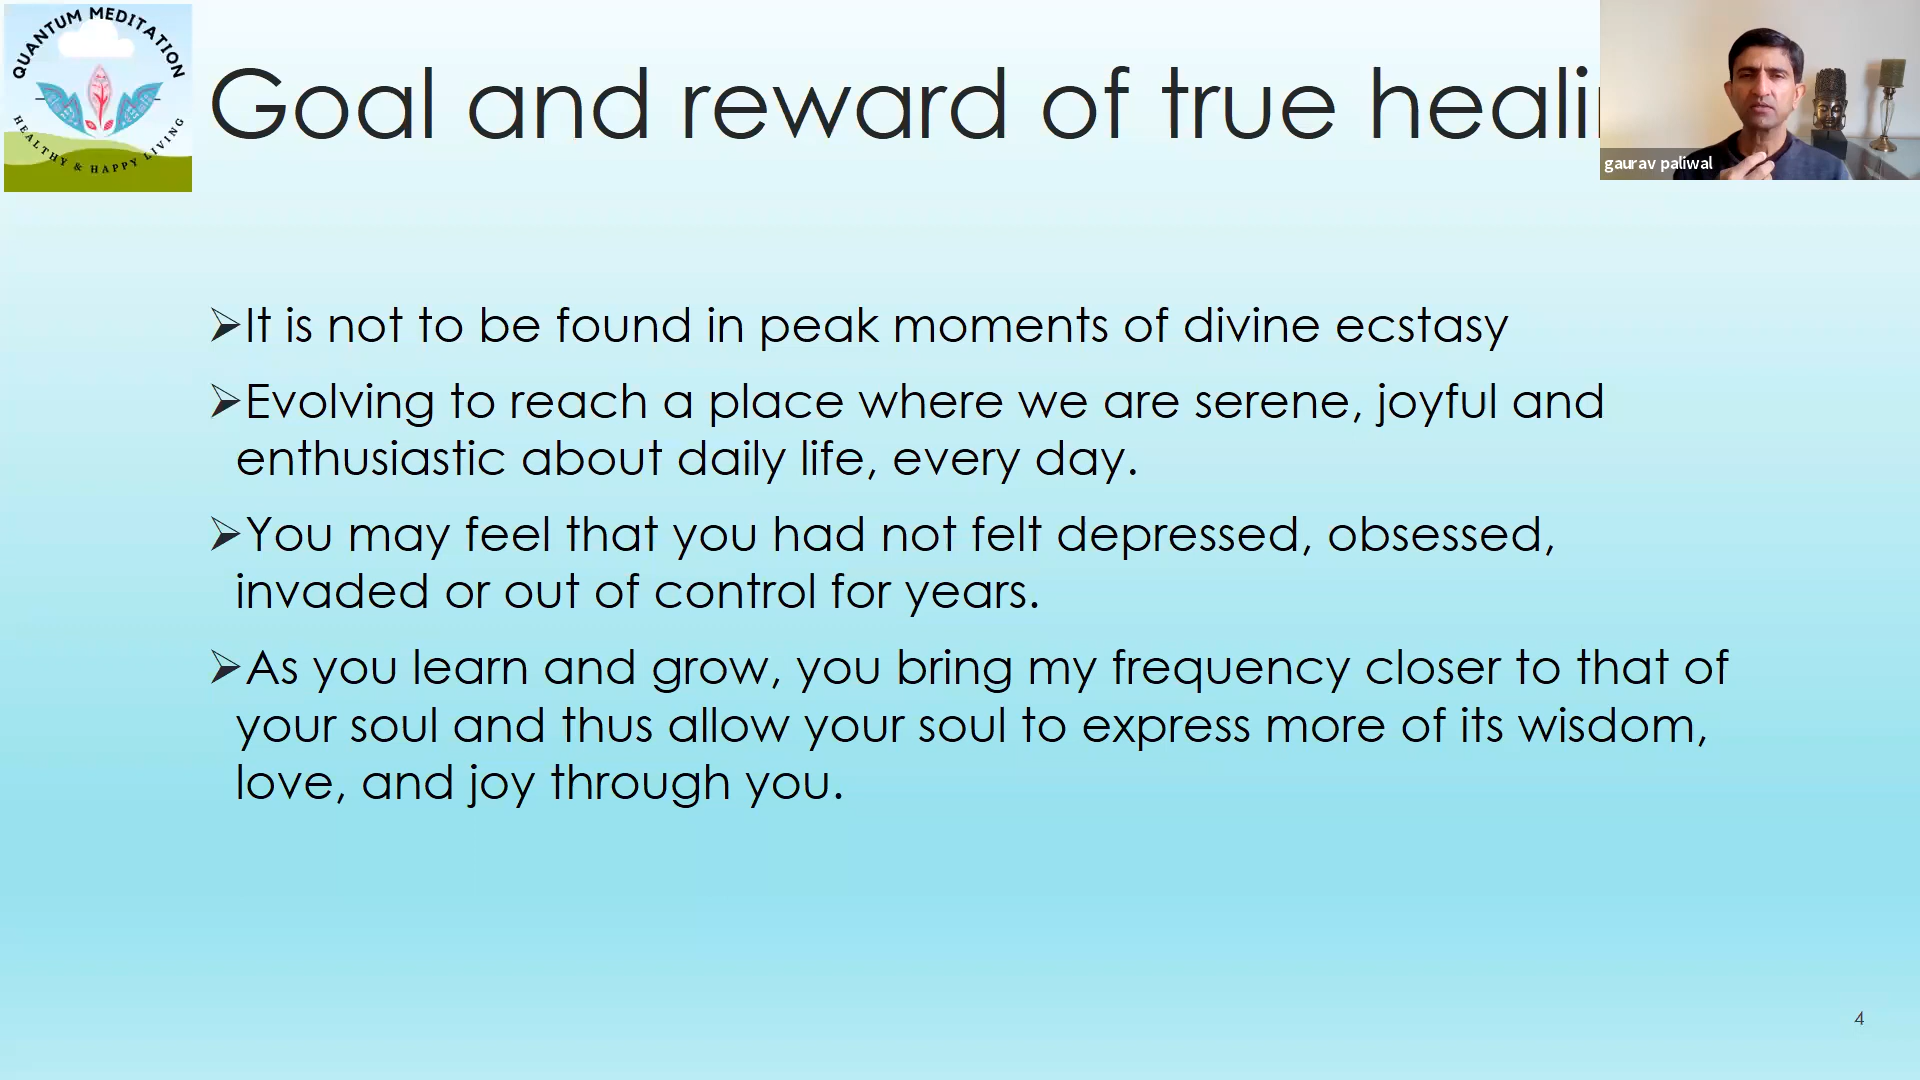 QUANTUM MEDITATION
HEALTHY & HAPPY LIVING
Goal and reward of true heali
gaurav paliwal
➢It is not to be found in peak moments of divine ecstasy
➢Evolving to reach a place where we are serene, joyful and
enthusiastic about daily life, every day.
➢You may feel that you had not felt depressed, obsessed,
invaded or out of control for years.
➢As you learn and grow, you bring my frequency closer to that of
your soul and thus allow your soul to express more of its wisdom,
love, and joy through you.
4